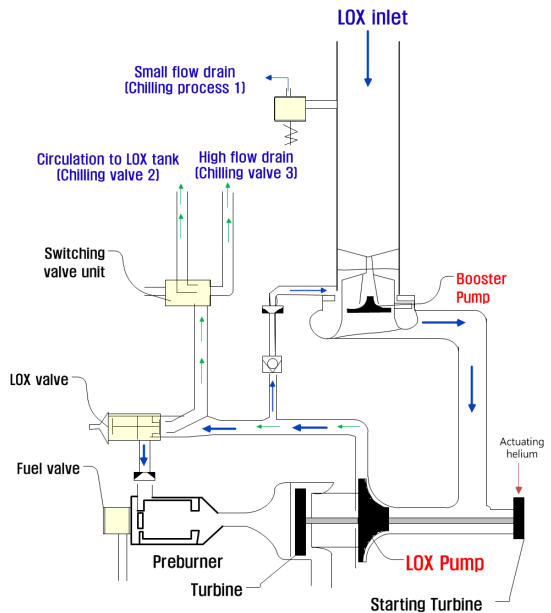 LOX inlet
Small flow drain
(Chilling process 1)
Circulation to LOX tank
(Chilling valve 2)
High flow drain
(Chilling valve 3)
Switching
valve unit
Booster
Pump
LOX valve
Actuating
helium
Fuel valve
Preburner
LOX Pump
Turbine
Starting Turbine